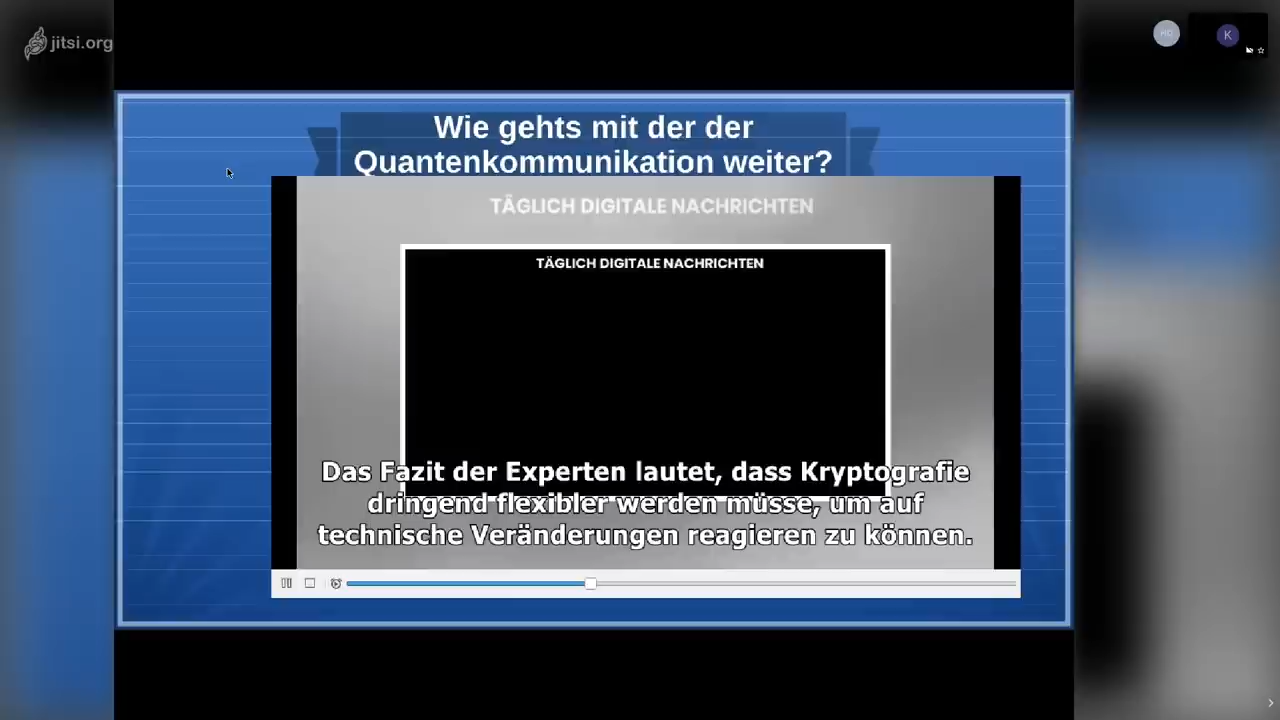 jitsi.org
MD
K
Wie gehts mit der der
Quantenkommunikation weiter?
TÄGLICH DIGITALE NACHRICHTEN
TÄGLICH DIGITALE NACHRICHTEN
Das Fazit der Experten lautet, dass Kryptografie
dringend flexibler werden müsse, um auf
technische Veränderungen reagieren zu können.